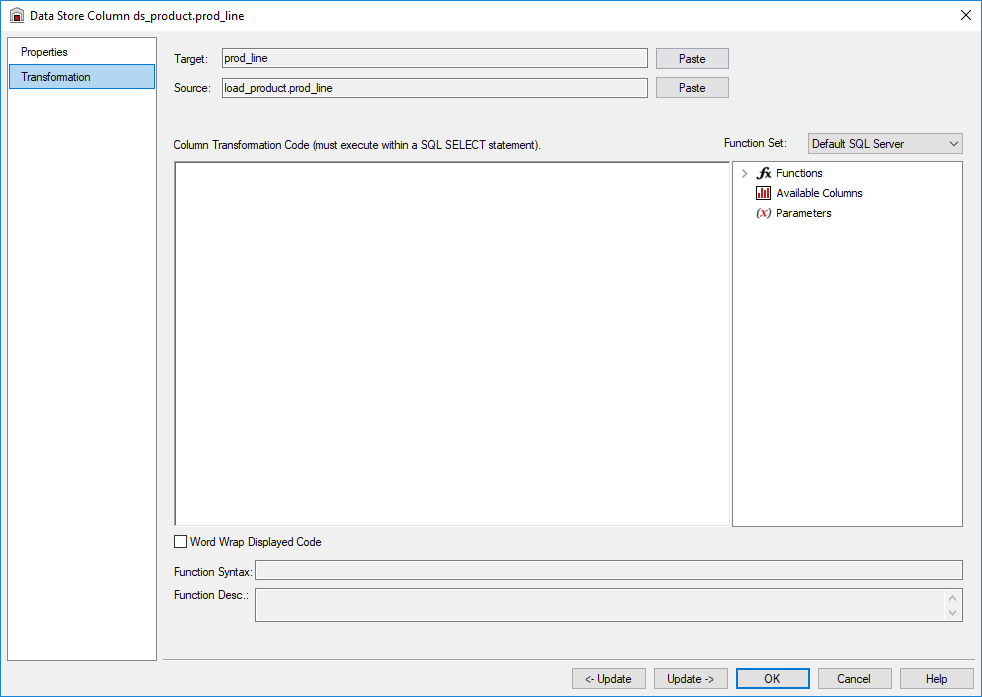 Data Store Column ds_product.prod_line
Properties
Transformation
Target: prod_line Paste
Source: load_product.prod_line Paste
Column Transformation Code (must execute within a SQL SELECT statement). Function Set: Default SQL Server
fx Functions
Available Columns
(x) Parameters
Word Wrap Displayed Code
Function Syntax:
Function Desc.:
<- Update Update -> OK Cancel Help